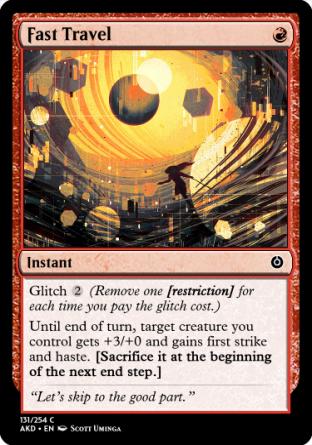 Fast Travel
Instant
Glitch 2 (Remove one [restriction] for
each time you pay the glitch cost.)
Until end of turn, target creature you
control gets +3/+0 and gains first strike
and haste. [Sacrifice it at the beginning
of the next end step.]
“Let’s skip to the good part.”
131/254 C
AKD • EN Scott Uminga